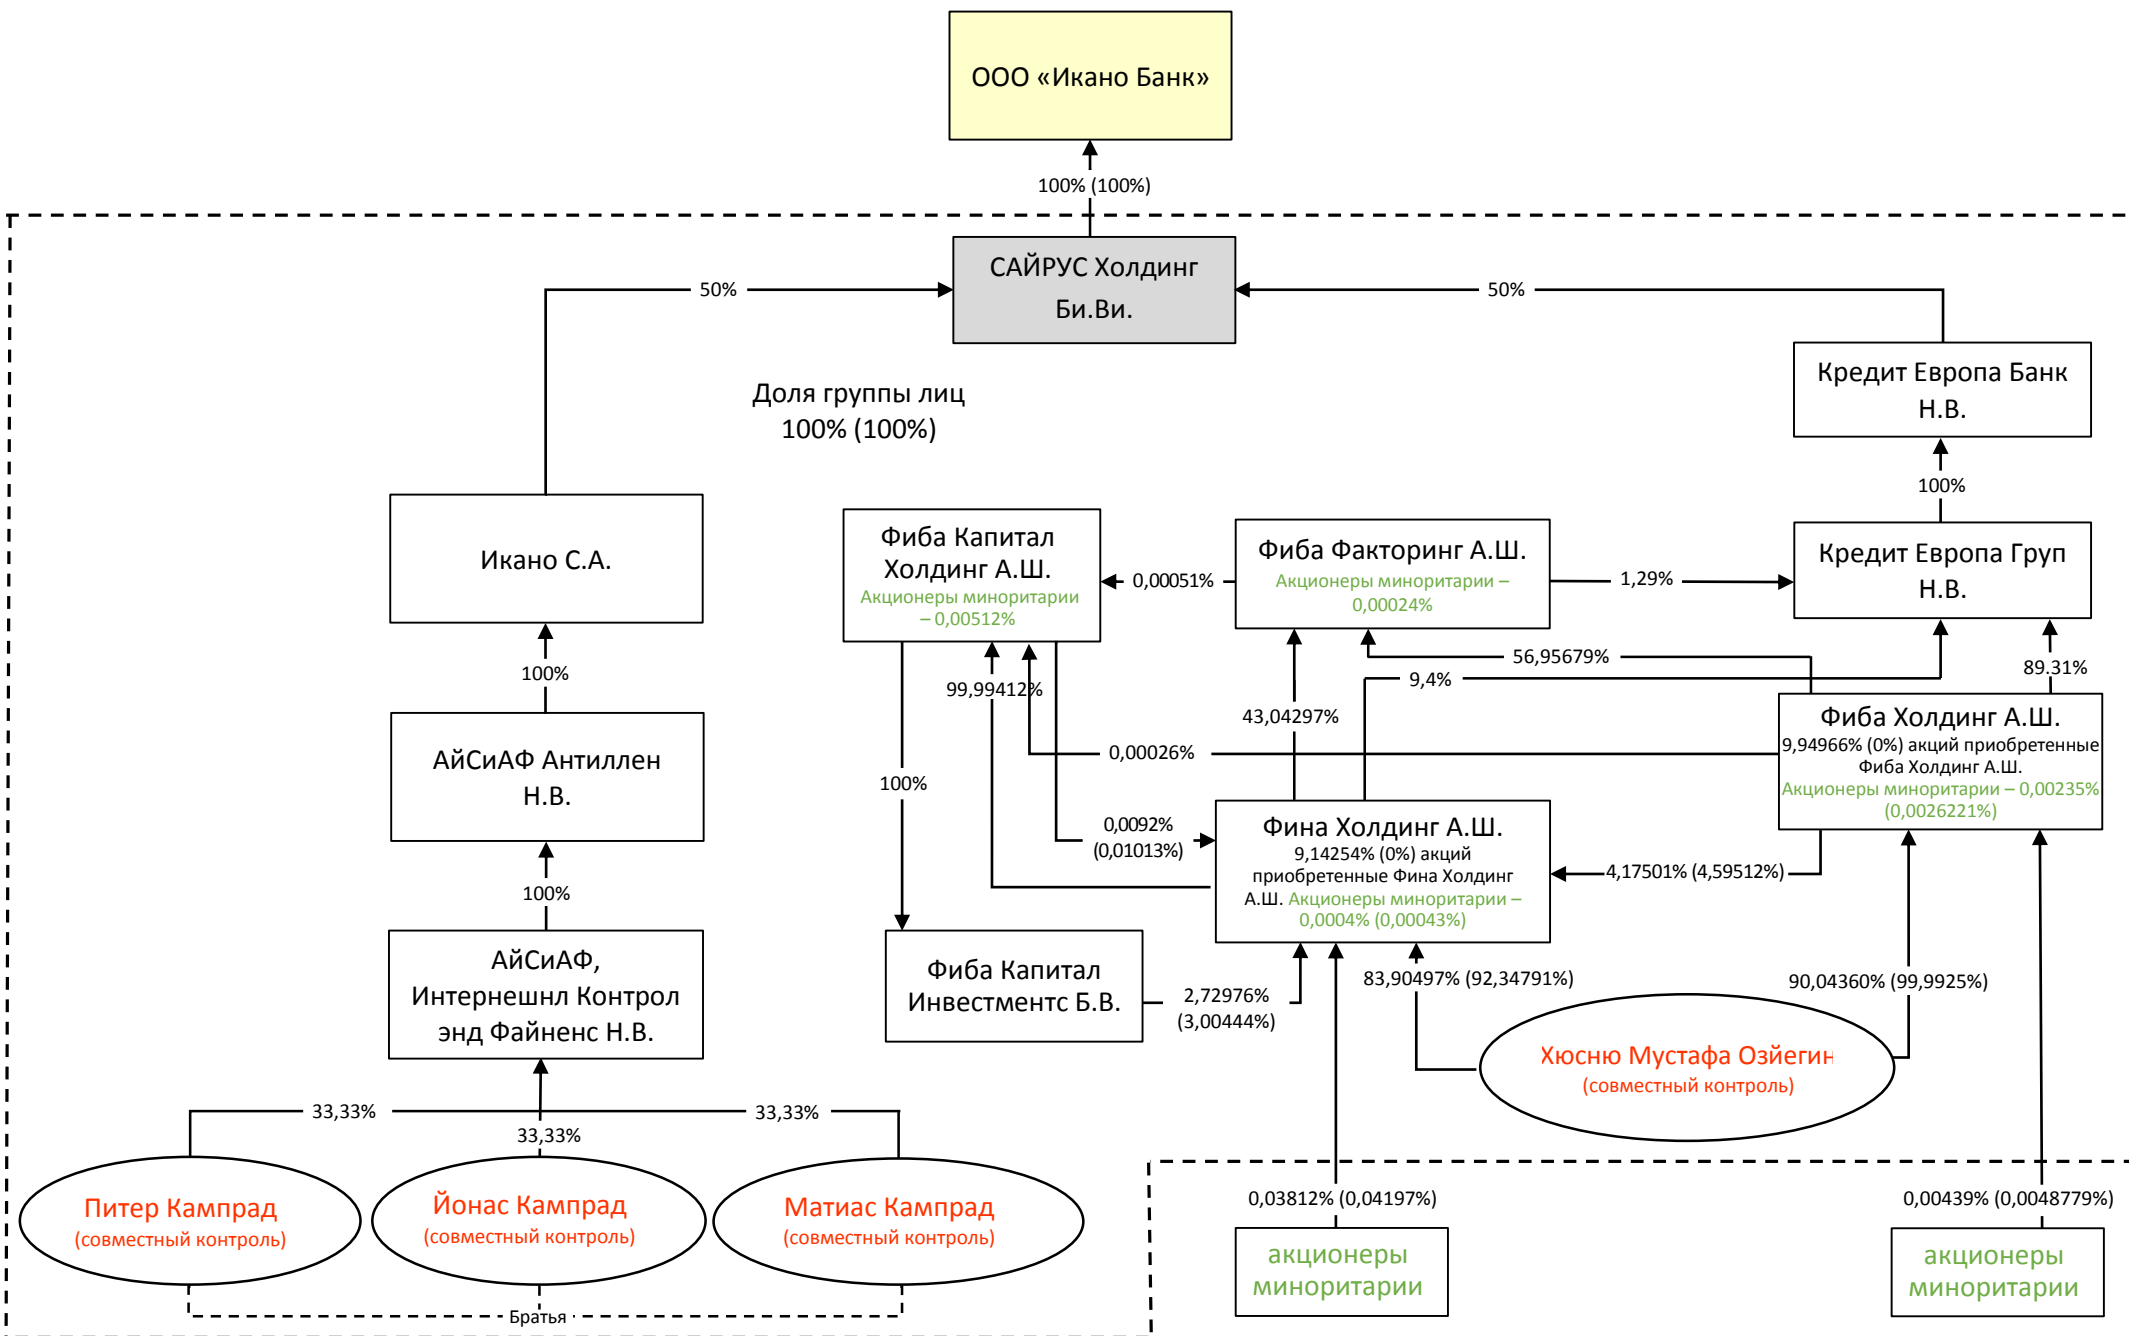 ООО «Икано Банк»
100% (100%)
САЙРУС Холдинг
Би.Ви.
50%
50%
Доля группы лиц
100% (100%)
Кредит Европа Банк
Н.В.
100%
Икано С.А.
Фиба Капитал
Холдинг А.Ш.
Акционеры миноритарии
– 0,00512%
0,00051%
Фиба Факторинг А.Ш.
Акционеры миноритарии –
0,00024%
1,29%
Кредит Европа Груп
Н.В.
100%
99,99412%
56,95679%
9,4%
89.31%
43,04297%
АйСиАФ Антиллен
Н.В.
0,00026%
Фиба Холдинг А.Ш.
9,94966% (0%) акций приобретенные
Фиба Холдинг А.Ш.
Акционеры миноритарии – 0,00235%
(0,0026221%)
100%
0,0092%
(0,01013%)
Фина Холдинг А.Ш.
9,14254% (0%) акций
приобретенные Фина Холдинг
А.Ш. Акционеры миноритарии –
0,0004% (0,00043%)
4,17501% (4,59512%)
100%
АйСиАФ,
Интернешнл Контрол
энд Файненс Н.В.
Фиба Капитал
Инвестментс Б.В.
2,72976%
(3,00444%)
83,90497% (92,34791%)
90,04360% (99,9925%)
Хюсню Мустафа Озйегин
(совместный контроль)
33,33%
33,33%
33,33%
Питер Кампрад
(совместный контроль)
Йонас Кампрад
(совместный контроль)
Матиас Кампрад
(совместный контроль)
0,03812% (0,04197%)
0,00439% (0,0048779%)
акционеры
миноритарии
акционеры
миноритарии
Братья